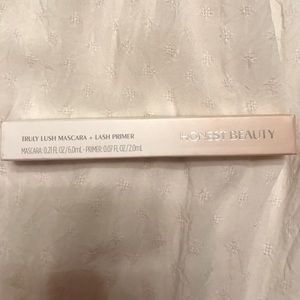 TRULY LUSH MASCARA + LASH PRIMER
MASCARA: 0.21 FL OZ/6.0mL - PRIMER: 0.07 FL OZ/2.0mL
HONEST BEAUTY